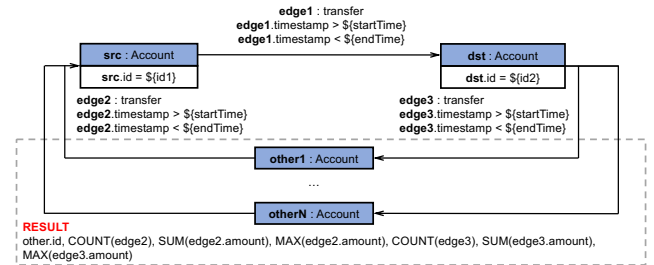 edge1 : transfer
edge1.timestamp > ${startTime}
edge1.timestamp < ${endTime}
src : Account
src.id = ${id1}
dst : Account
dst.id = ${id2}
edge2 : transfer
edge2.timestamp > ${startTime}
edge2.timestamp < ${endTime}
edge3 : transfer
edge3.timestamp > ${startTime}
edge3.timestamp < ${endTime}
other1 : Account
...
otherN : Account
RESULT
other.id, COUNT(edge2), SUM(edge2.amount), MAX(edge2.amount), COUNT(edge3), SUM(edge3.amount),
MAX(edge3.amount)